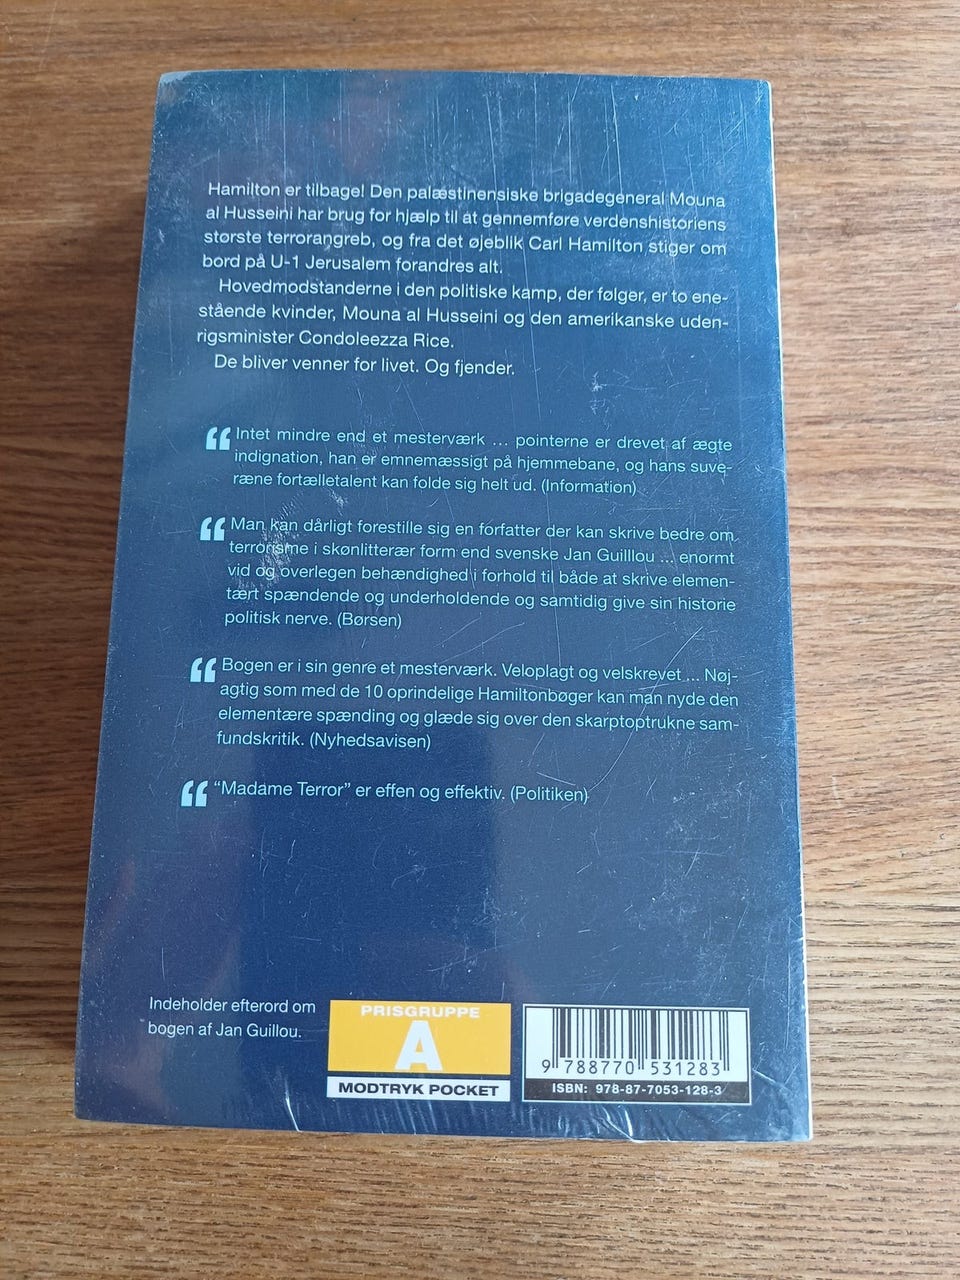 Hamilton er tilbage! Den palæstinensiske brigadegeneral Mouna
al Husseini har brug for hjælp til at gennemføre verdenshistoriens
største terrorangreb, og fra det øjeblik Carl Hamilton stiger om
bord på U-1 Jerusalem forandres alt.
Hovedmodstanderne i den politiske kamp, der følger, er to ene-
stående kvinder, Mouna al Husseini og den amerikanske uden-
rigsminister Condoleezza Rice.
De bliver venner for livet. Og fjender.
“ Intet mindre end et mesterværk ... pointerne er drevet af ægte
indignation, han er emnemæssigt på hjemmebane, og hans suve-
ræne fortælletalent kan folde sig helt ud. (Information)
“ Man kan dårligt forestille sig en forfatter der kan skrive bedre om
terrorisme i skønlitterær form end svenske Jan Guilllou ... enormt
vid og overlegen behændighed i forhold til både at skrive elemen-
tært spændende og underholdende og samtidig give sin historie
politisk nerve. (Børsen)
“ Bogen er i sin genre et mesterværk. Veloplagt og velskrevet ... Nøj-
agtig som med de 10 oprindelige Hamiltonbøger kan man nyde den
elementære spænding og glæde sig over den skarptoptrukne sam-
fundskritik. (Nyhedsavisen)
“ “Madame Terror” er effen og effektiv. (Politiken)
Indeholder efterord om
bogen af Jan Guillou.
PRISGRUPPE
A
MODTRYK POCKET
9 788770 531283
ISBN: 978-87-7053-128-3